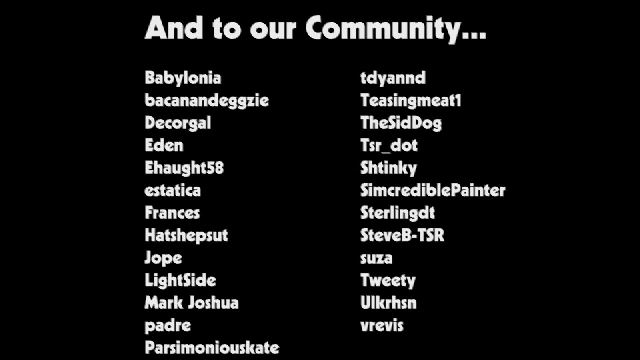 And to our Community...
Babylonia
bacanandeggzie
Decorgal
Eden
Ehaught58
estatica
Frances
Hatshepsut
Jope
LightSide
Mark Joshua
padre
Parsimoniouskate
tdyannd
Teasingmeat1
TheSidDog
Tsr_dot
Shtinky
SimcrediblePainter
Sterlingdt
SteveB-TSR
suza
Tweety
Ulkrhsn
vrevis